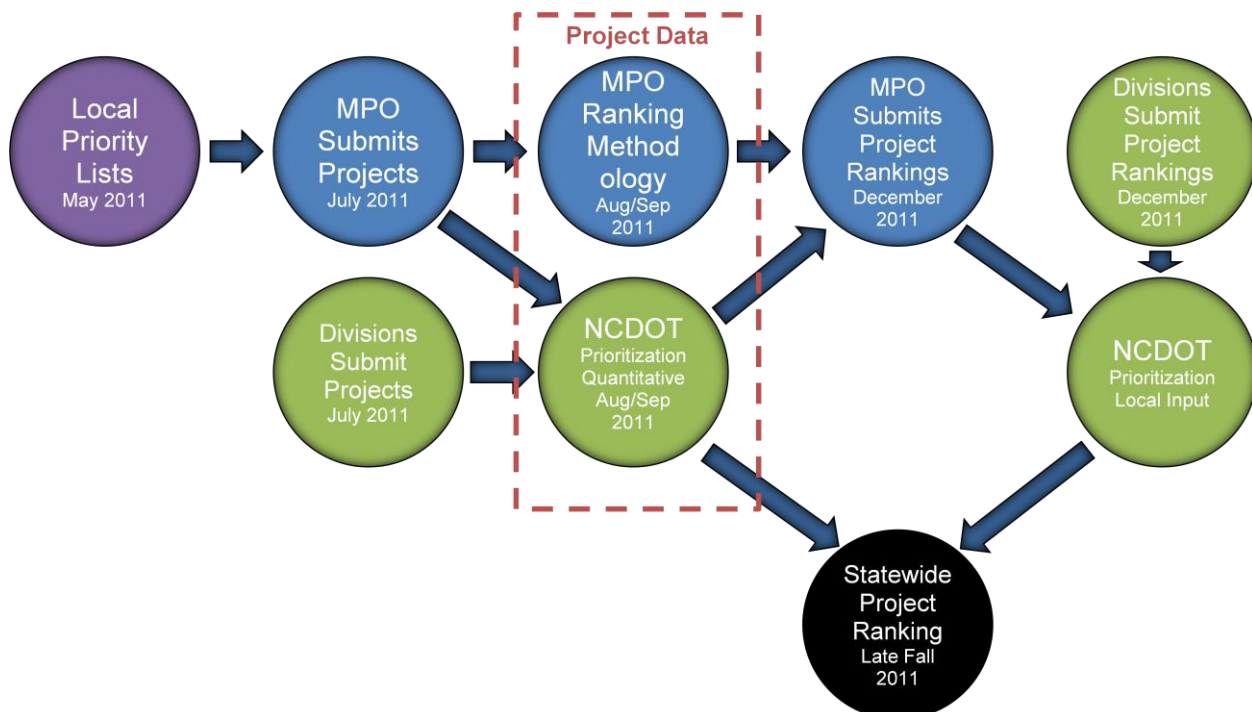 Project Data
Local
Priority
Lists
May 2011
MPO
Submits
Projects
July 2011
MPO
Ranking
Method
ology
Aug/Sep
2011
MPO
Submits
Project
Rankings
December
2011
Divisions
Submit
Project
Rankings
December
2011
Divisions
Submit
Projects
July 2011
NCDOT
Prioritization
Quantitative
Aug/Sep
2011
NCDOT
Prioritization
Local Input
Statewide
Project
Ranking
Late Fall
2011